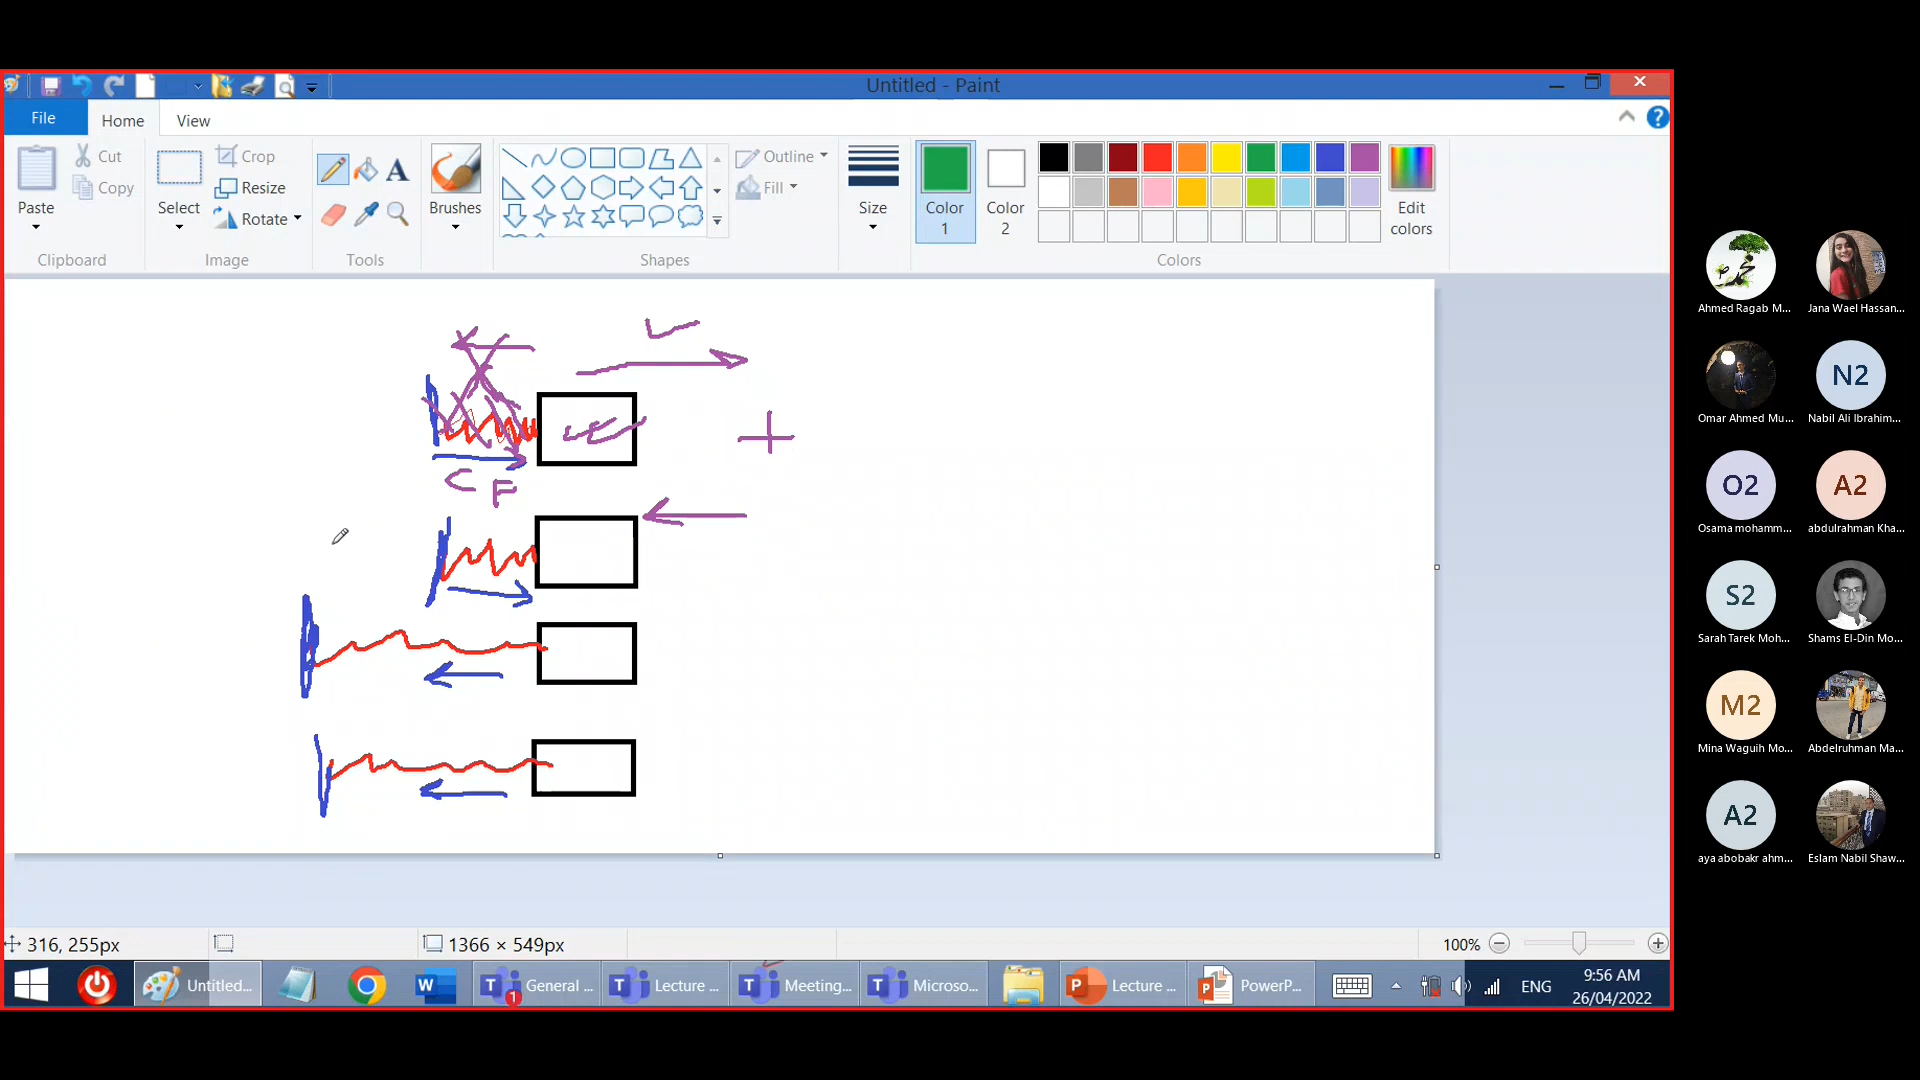 Untitled - Paint
File
Home
View
Cut
Copy
Paste
Clipboard
Crop
Resize
Rotate
Select
Image
Tools
Brushes
Shapes
Outline
Fill
Size
Color
1
Color
2
Edit
colors
Colors
+
C F
316, 255px
1366 × 549px
100%
Untitled...
W
T 1 General ...
T Lecture ...
T Meeting...
T Microso...
P Lecture ...
P PowerP...
ENG
9:56 AM
26/04/2022
Ahmed Ragab M...
Jana Wael Hassan...
N2
Omar Ahmed Mu...
Nabil Ali Ibrahim...
O2
A2
Osama mohamm...
abdulrahman Kha...
S2
Sarah Tarek Moh...
Shams El-Din Mo...
M2
Mina Waguih Mo...
Abdelruhman Ma...
A2
aya abobakr ahm...
Eslam Nabil Shaw...